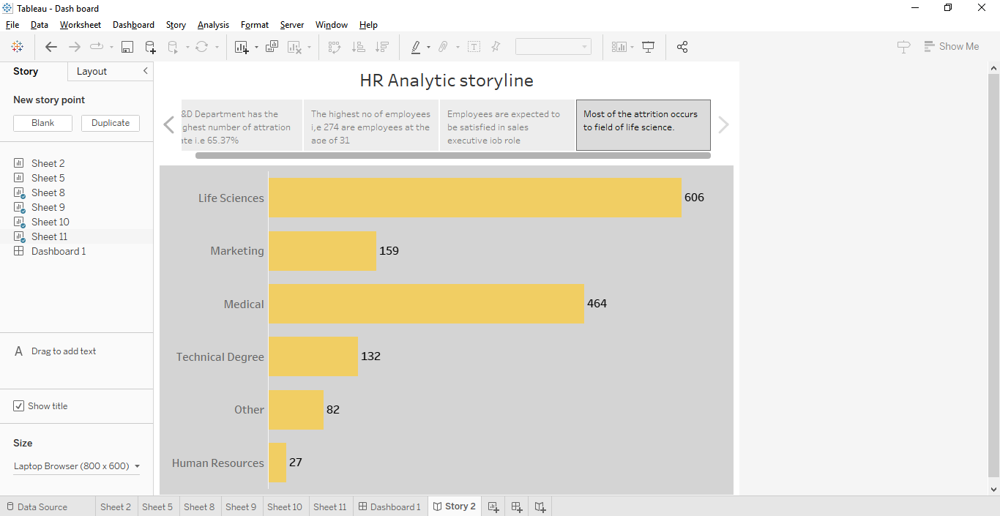 Tableau - Dash board
File Data Worksheet Dashboard Story Analysis Format Server Window Help
Show Me
Story Layout
New story point
Blank Duplicate
Sheet 2
Sheet 5
Sheet 8
Sheet 9
Sheet 10
Sheet 11
Dashboard 1
A Drag to add text
Show title
Size
Laptop Browser (800 x 600)
HR Analytic storyline
&D Department has the
ghest number of attration
te i.e 65.37%
The highest no of employees
i,e 274 are employees at the
age of 31
Employees are expected to
be satisfied in sales
executive job role
Most of the attrition occurs
to field of life science.
Life Sciences 606
Marketing 159
Medical 464
Technical Degree 132
Other 82
Human Resources 27
Data Source Sheet 2 Sheet 5 Sheet 8 Sheet 9 Sheet 10 Sheet 11 Dashboard 1 Story 2